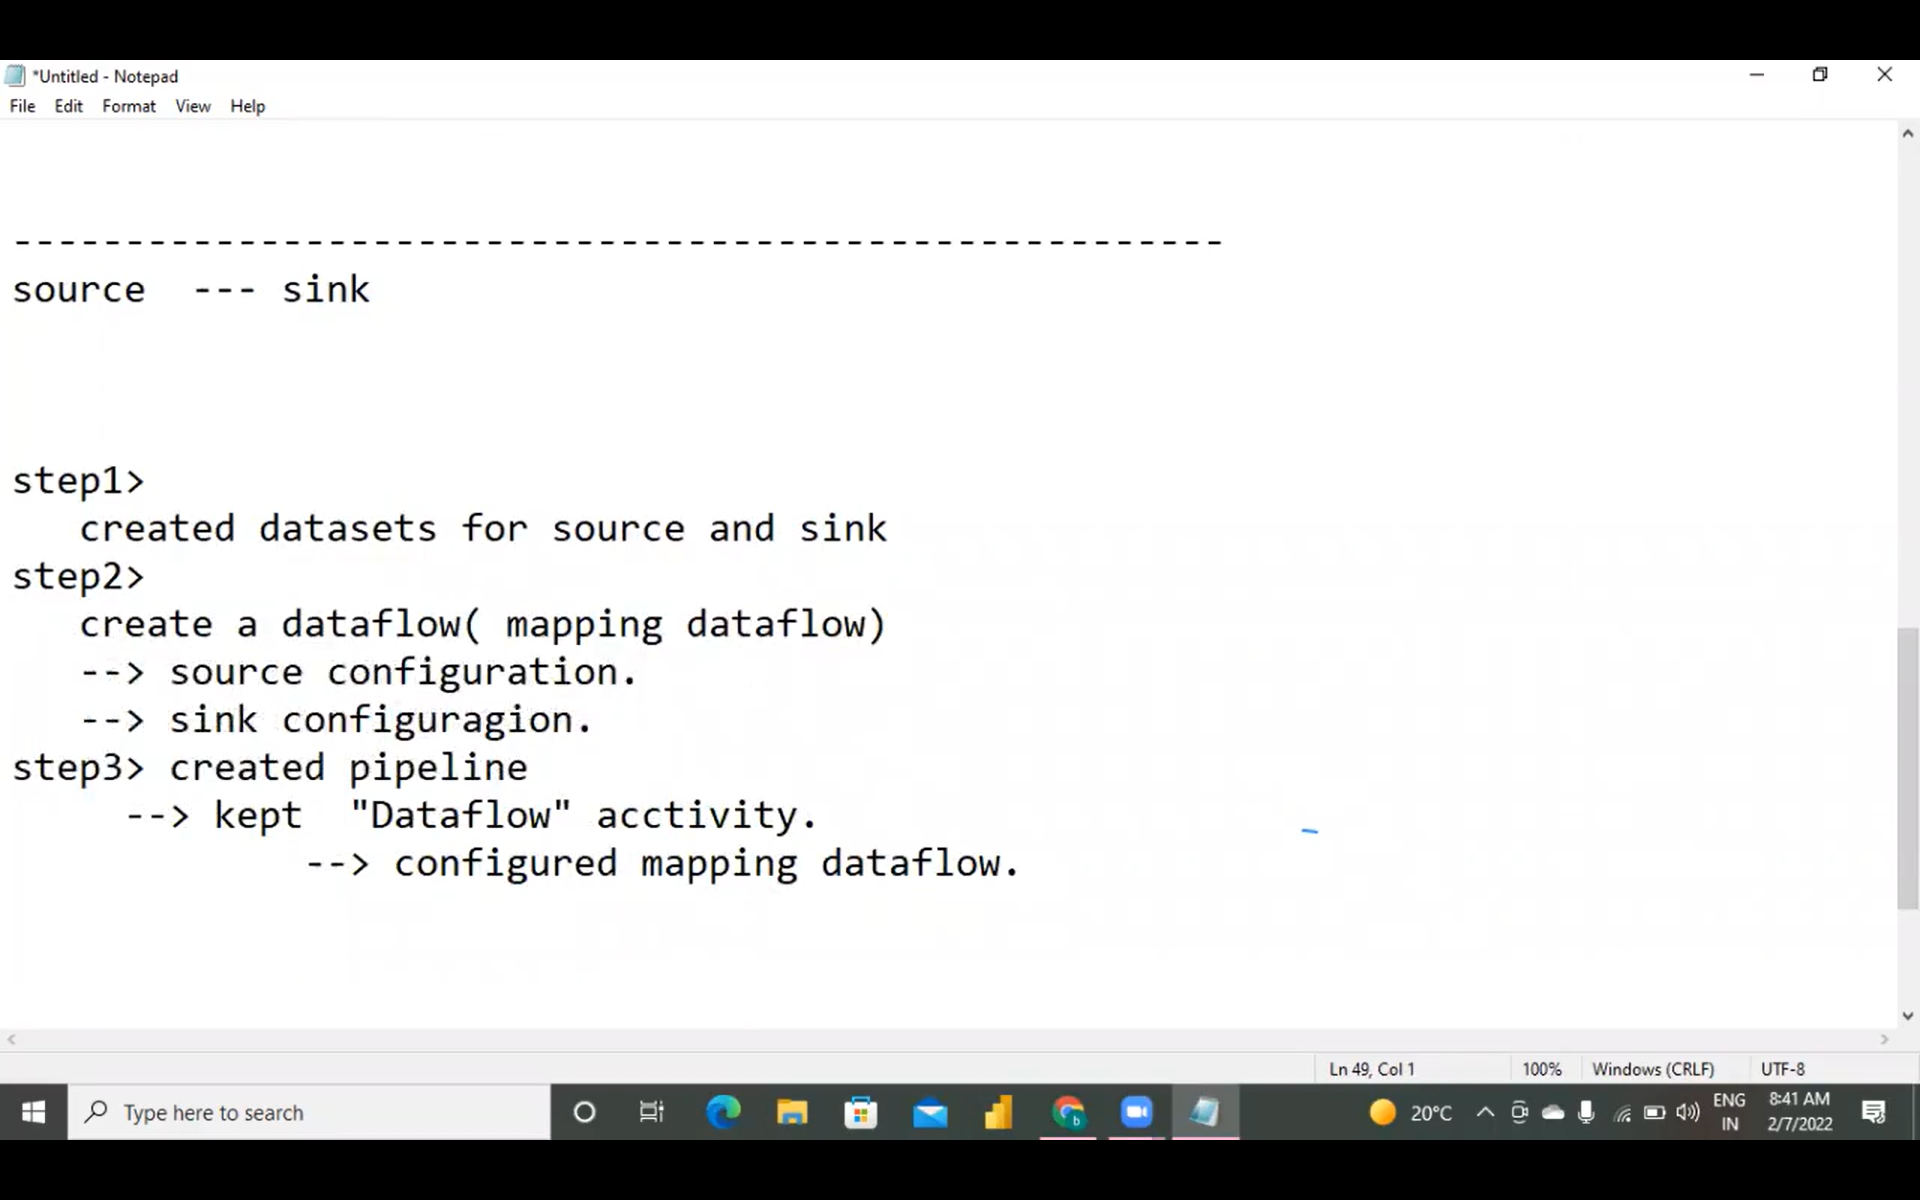 *Untitled - Notepad
File Edit Format View Help
------------------------------------------------------
source  --- sink
step1>
created datasets for source and sink
step2>
create a dataflow( mapping dataflow)
--> source configuration.
--> sink configuragion.
step3> created pipeline
--> kept  "Dataflow" acctivity.
--> configured mapping dataflow.
Ln 49, Col 1 100% Windows (CRLF) UTF-8
Type here to search 20°C ENG 8:41 AM
IN 2/7/2022